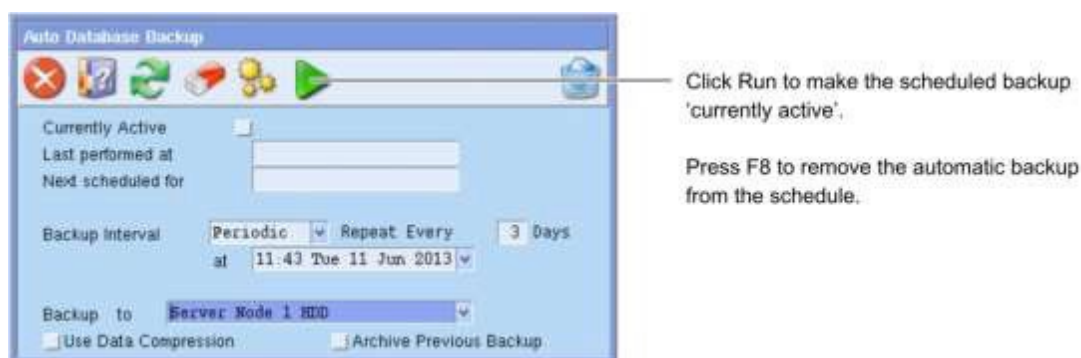 Auto Database Backup
Click Run to make the scheduled backup
'currently active'.
Currently Active
Last performed at
Next scheduled for
Press F8 to remove the automatic backup
from the schedule.
Backup Interval Periodic Repeat Every 3 Days
at 11:43 Tue 11 Jun 2013
Backup to Server Node 1 HDD
Use Data Compression Archive Previous Backup